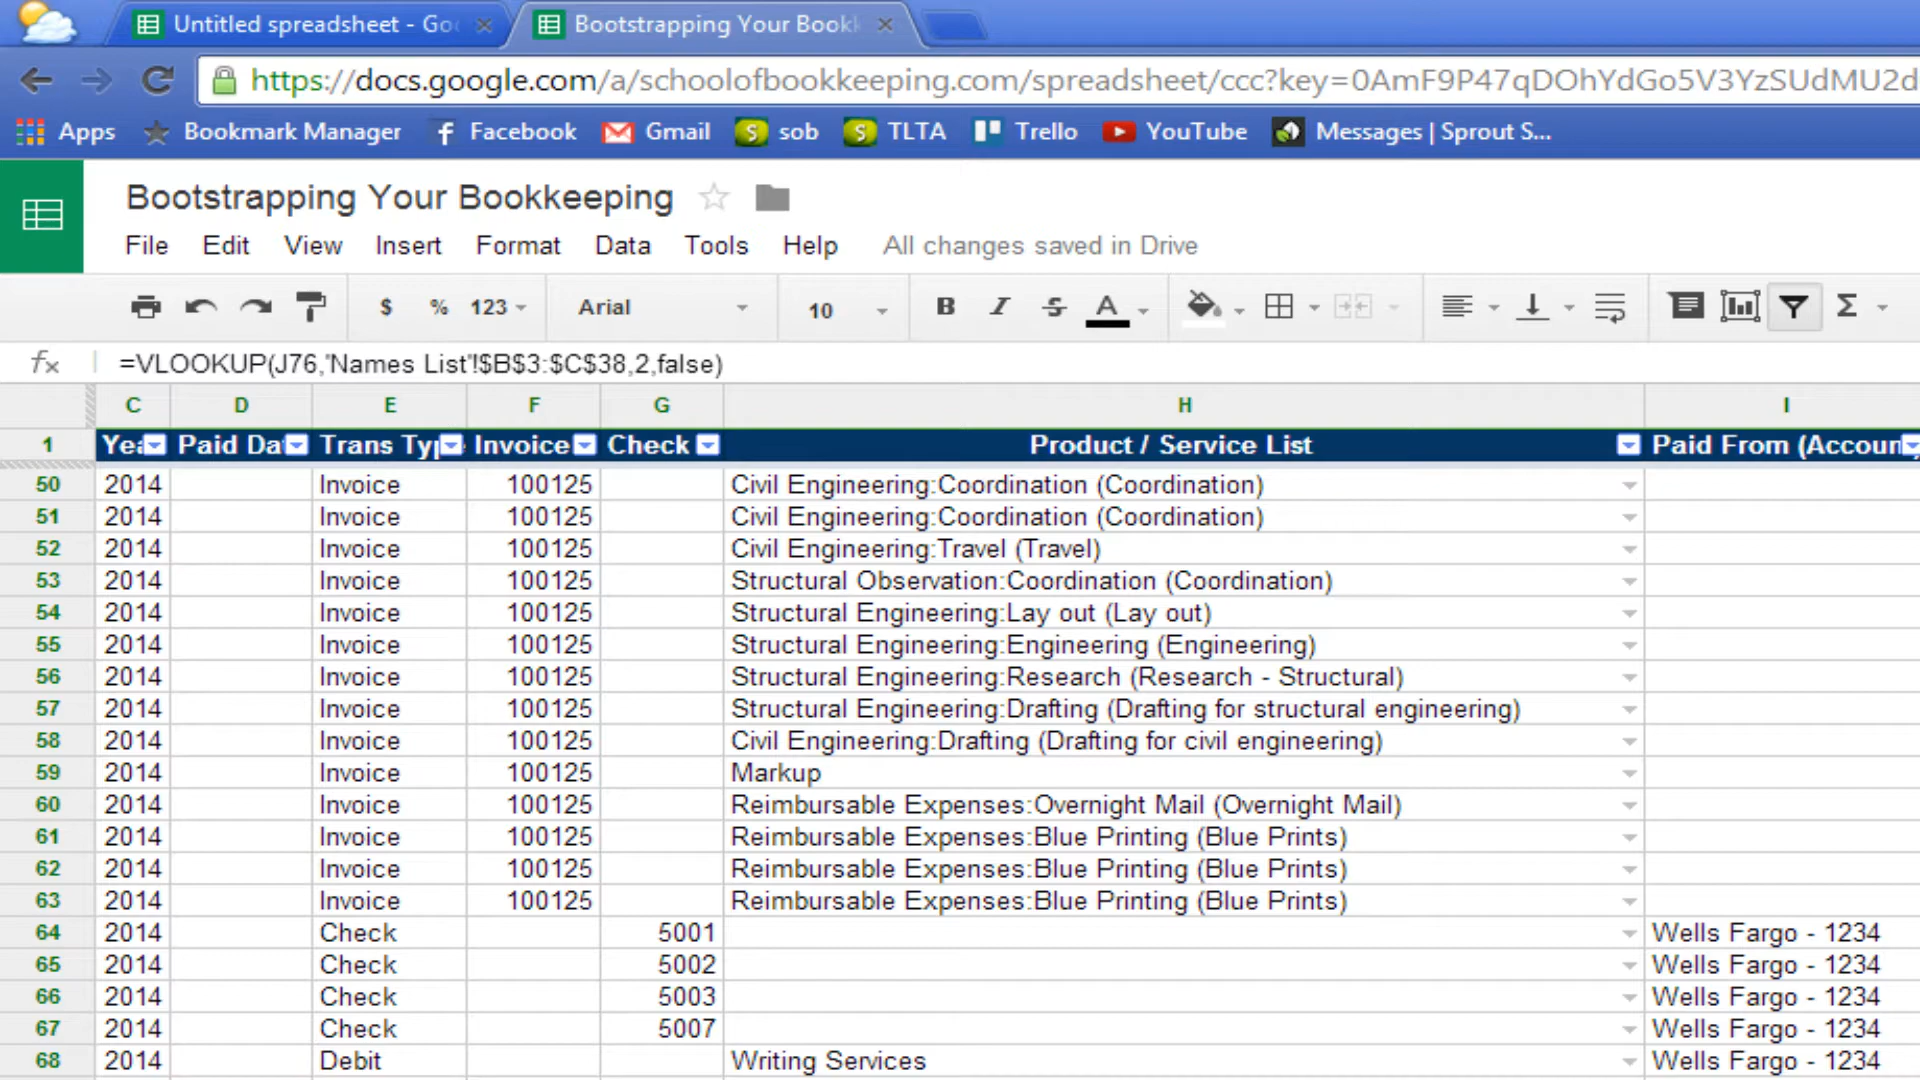 Untitled spreadsheet - Goo
Bootstrapping Your Bookk
https://docs.google.com/a/schoolofbookkeeping.com/spreadsheet/ccc?key=0AmF9P47qDOhYdGo5V3YzSUdMU2d
Apps Bookmark Manager Facebook Gmail sob TLTA Trello YouTube Messages | Sprout S...
Bootstrapping Your Bookkeeping
File Edit View Insert Format Data Tools Help All changes saved in Drive
$ % 123 Arial 10 B I S A Σ
fx =VLOOKUP(J76,'Names List'!$B$3:$C$38,2,false)
C D E F G H I
1 Yea Paid Da Trans Typ Invoice Check Product / Service List Paid From (Accoun
50 2014 Invoice 100125 Civil Engineering:Coordination (Coordination)
51 2014 Invoice 100125 Civil Engineering:Coordination (Coordination)
52 2014 Invoice 100125 Civil Engineering:Travel (Travel)
53 2014 Invoice 100125 Structural Observation:Coordination (Coordination)
54 2014 Invoice 100125 Structural Engineering:Lay out (Lay out)
55 2014 Invoice 100125 Structural Engineering:Engineering (Engineering)
56 2014 Invoice 100125 Structural Engineering:Research (Research - Structural)
57 2014 Invoice 100125 Structural Engineering:Drafting (Drafting for structural engineering)
58 2014 Invoice 100125 Civil Engineering:Drafting (Drafting for civil engineering)
59 2014 Invoice 100125 Markup
60 2014 Invoice 100125 Reimbursable Expenses:Overnight Mail (Overnight Mail)
61 2014 Invoice 100125 Reimbursable Expenses:Blue Printing (Blue Prints)
62 2014 Invoice 100125 Reimbursable Expenses:Blue Printing (Blue Prints)
63 2014 Invoice 100125 Reimbursable Expenses:Blue Printing (Blue Prints)
64 2014 Check 5001 Wells Fargo - 1234
65 2014 Check 5002 Wells Fargo - 1234
66 2014 Check 5003 Wells Fargo - 1234
67 2014 Check 5007 Wells Fargo - 1234
68 2014 Debit Writing Services Wells Fargo - 1234